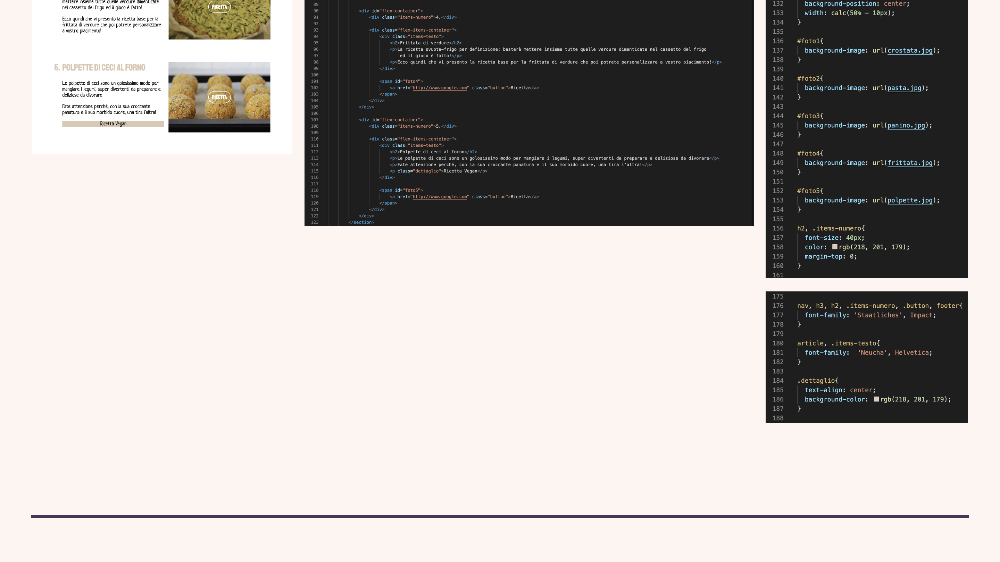 mettere insieme tutte quelle verdure dimenticate
nel cassetto del frigo ed il gioco è fatto!
Ecco quindi che vi presento la ricetta base per la
frittata di verdure che poi potrete personalizzare
a vostro piacimento!
RICETTA
5. POLPETTE DI CECI AL FORNO
Le polpette di ceci sono un golosissimo modo per
mangiare i legumi, super divertenti da preparare e
deliziose da divorare
Fate attenzione perché, con la sua croccante
panatura e il suo morbido cuore, una tira l'altra!
Ricetta Vegan
RICETTA
89
90 <div id="flex-container">
91 <div class="items-numero">4.</div>
92
93 <div class="flex-items-conteiner">
94 <div class="items-testo">
95 <h2>Frittata di verdure</h2>
96 <p>La ricetta svuota-frigo per definizione: basterà mettere insieme tutte quelle verdure dimenticate nel cassetto del frigo
97 ed il gioco è fatto!</p>
98 <p>Ecco quindi che vi presento la ricetta base per la frittata di verdure che poi potrete personalizzare a vostro piacimento!</p>
99 </div>
100
101 <span id="foto4">
102 <a href="http://www.google.com" class="button">Ricetta</a>
103 </span>
104 </div>
105 </div>
106
107 <div id="flex-container">
108 <div class="items-numero">5.</div>
109
110 <div class="flex-items-conteiner">
111 <div class="items-testo">
112 <h2>Polpette di ceci al forno</h2>
113 <p>Le polpette di ceci sono un golosissimo modo per mangiare i legumi, super divertenti da preparare e deliziose da divorare</p>
114 <p>Fate attenzione perché, con la sua croccante panatura e il suo morbido cuore, una tira l’altra!</p>
115 <p class="dettaglio">Ricetta Vegan</p>
116 </div>
117
118 <span id="foto5">
119 <a href="http://www.google.com" class="button">Ricetta</a>
120 </span>
121 </div>
122 </div>
123 </section>
132 background-position: center;
133 width: calc(50% - 10px);
134 }
135
136 #foto1{
137 background-image: url(crostata.jpg);
138 }
139
140 #foto2{
141 background-image: url(pasta.jpg);
142 }
143
144 #foto3{
145 background-image: url(panino.jpg);
146 }
147
148 #foto4{
149 background-image: url(frittata.jpg);
150 }
151
152 #foto5{
153 background-image: url(polpette.jpg);
154 }
155
156 h2, .items-numero{
157 font-size: 40px;
158 color: rgb(218, 201, 179);
159 margin-top: 0;
160 }
161
175
176 nav, h3, h2, .items-numero, .button, footer{
177 font-family: 'Staatliches', Impact;
178 }
179
180 article, .items-testo{
181 font-family: 'Neucha', Helvetica;
182 }
183
184 .dettaglio{
185 text-align: center;
186 background-color: rgb(218, 201, 179);
187 }
188